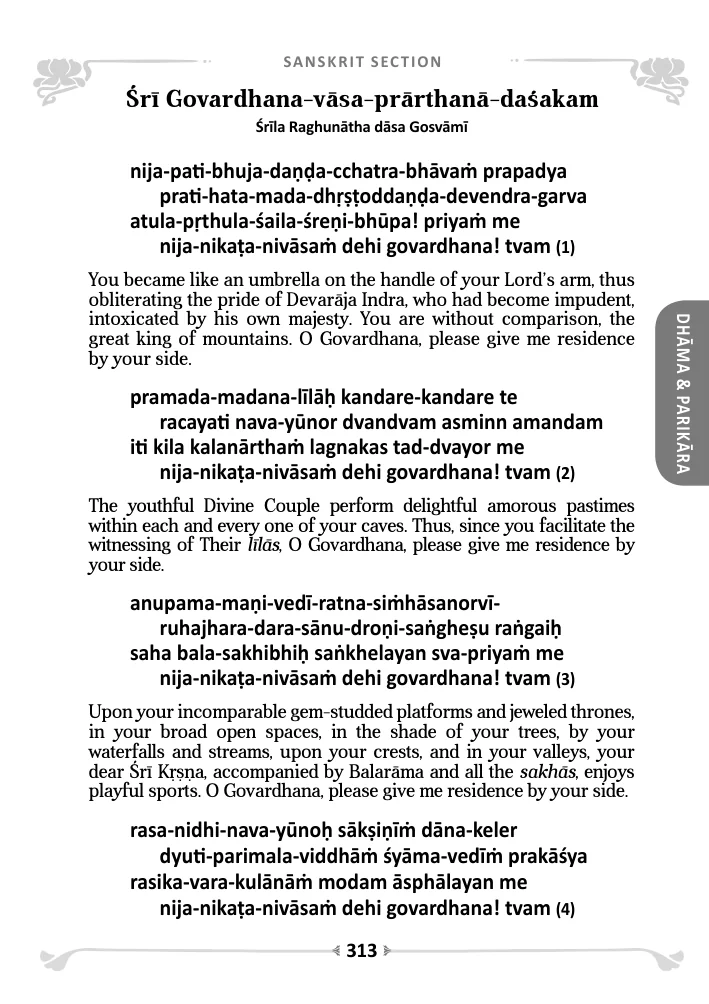 SANSKRIT SECTION
Śrī Govardhana-vāsa-prārthanā-daśakam
Śrīla Raghunātha dāsa Gosvāmī
nija-pati-bhuja-daṇḍa-cchatra-bhāvaṁ prapadya
prati-hata-mada-dhṛṣṭoddaṇḍa-devendra-garva
atula-pṛthula-śaila-śreṇi-bhūpa! priyaṁ me
nija-nikaṭa-nivāsaṁ dehi govardhana! tvam (1)
You became like an umbrella on the handle of your Lord's arm, thus
obliterating the pride of Devarāja Indra, who had become impudent,
intoxicated by his own majesty. You are without comparison, the
great king of mountains. O Govardhana, please give me residence
by your side.
pramada-madana-līlāḥ kandare-kandare te
racayati nava-yūnor dvandvam asminn amandam
iti kila kalanārthaṁ lagnakas tad-dvayor me
nija-nikaṭa-nivāsaṁ dehi govardhana! tvam (2)
The youthful Divine Couple perform delightful amorous pastimes
within each and every one of your caves. Thus, since you facilitate the
witnessing of Their līlās, O Govardhana, please give me residence by
your side.
anupama-maṇi-vedī-ratna-siṁhāsanorvī-
ruhajhara-dara-sānu-droṇi-saṅgheṣu raṅgaiḥ
saha bala-sakhibhiḥ saṅkhelayan sva-priyaṁ me
nija-nikaṭa-nivāsaṁ dehi govardhana! tvam (3)
Upon your incomparable gem-studded platforms and jeweled thrones,
in your broad open spaces, in the shade of your trees, by your
waterfalls and streams, upon your crests, and in your valleys, your
dear Śrī Kṛṣṇa, accompanied by Balarāma and all the sakhās, enjoys
playful sports. O Govardhana, please give me residence by your side.
rasa-nidhi-nava-yūnoḥ sākṣiṇīṁ dāna-keler
dyuti-parimala-viddhāṁ śyāma-vedīṁ prakāśya
rasika-vara-kulānāṁ modam āsphālayan me
nija-nikaṭa-nivāsaṁ dehi govardhana! tvam (4)
DHĀMA & PARIKĀRA
313